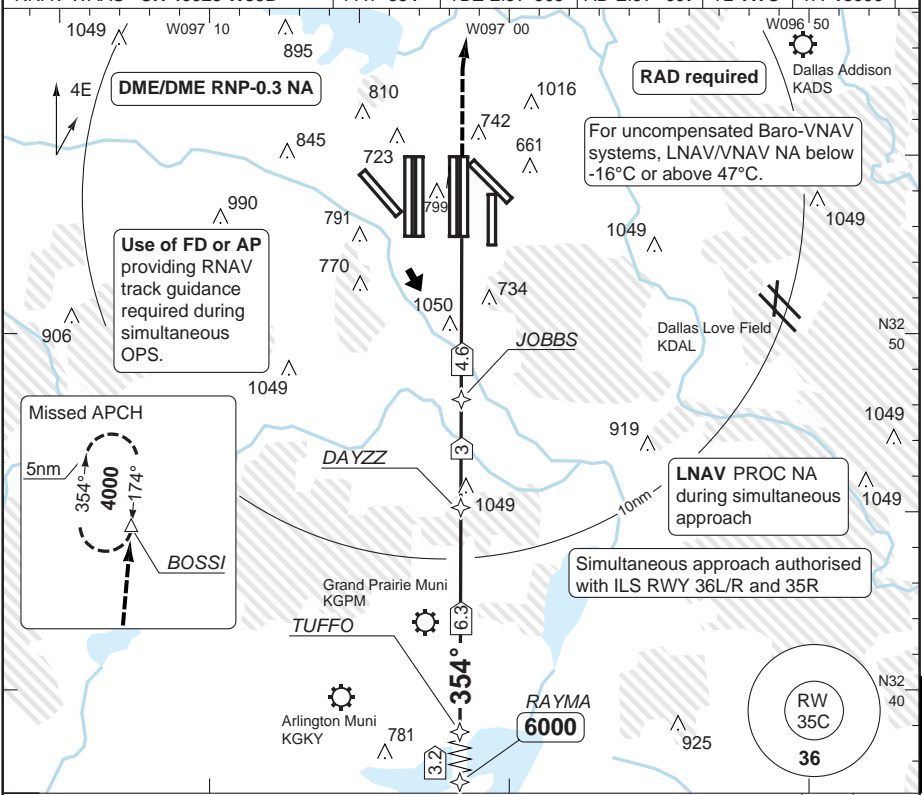 1049
W097 10
895
W097 00
W096 50
4E
DME/DME RNP-0.3 NA
810
1016
RAD required
Dallas Addison
KADS
845
723
742
661
For uncompensated Baro-VNAV
systems, LNAV/VNAV NA below
-16°C or above 47°C.
990
791
799
1049
1049
Use of FD or AP
providing RNAV
track guidance
required during
simultaneous
OPS.
770
1050
734
906
Dallas Love Field
KDAL
N32
50
JOBBS
4.6
1049
Missed APCH
5nm
354°
4000
174°
BOSSI
DAYZZ
3
1049
919
1049
1049
10nm
LNAV PROC NA
during simultaneous
approach
Simultaneous approach authorised
with ILS RWY 36L/R and 35R
Grand Prairie Muni
KGPM
TUFFO
6.3
354°
RAYMA
6000
Arlington Muni
KGKY
781
3.2
925
RW
35C
36
N32
40